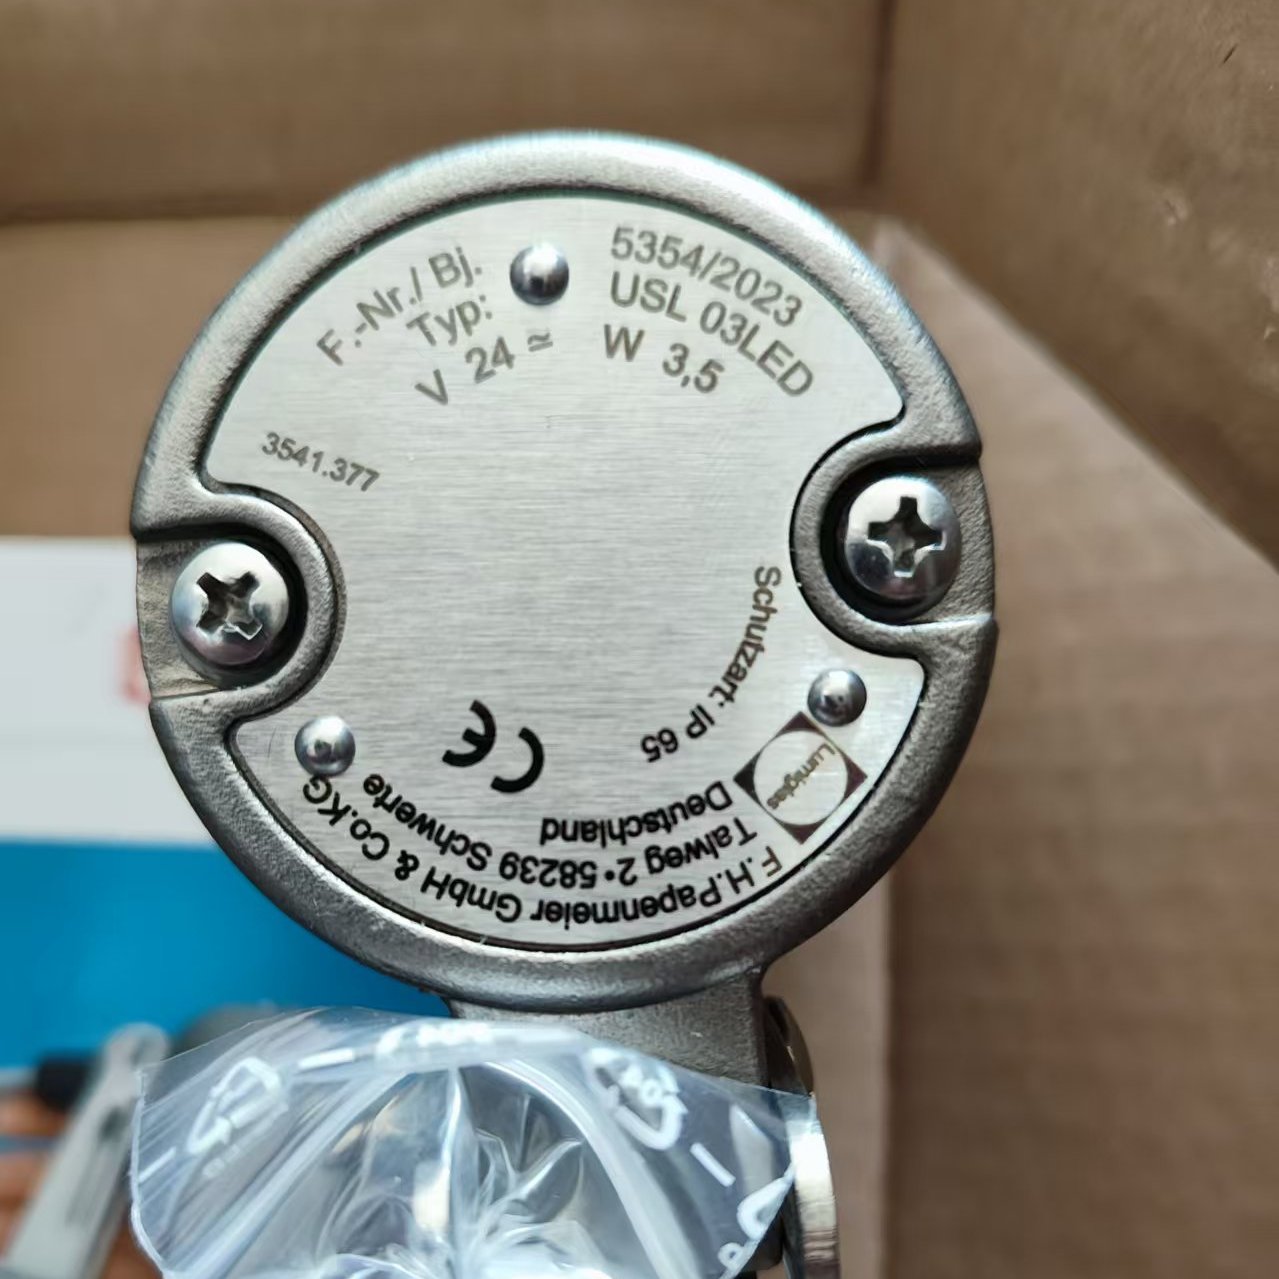 F.-Nr./ Bj. 5354/2023
Typ: USL 03LED
V 24 ≃ W 3,5
3541.377
Schutzart: IP 65
CE
Lumiglas
F.H.Papenmeier GmbH & Co.KG
Talweg 2•58239 Schwerte
Deutschland